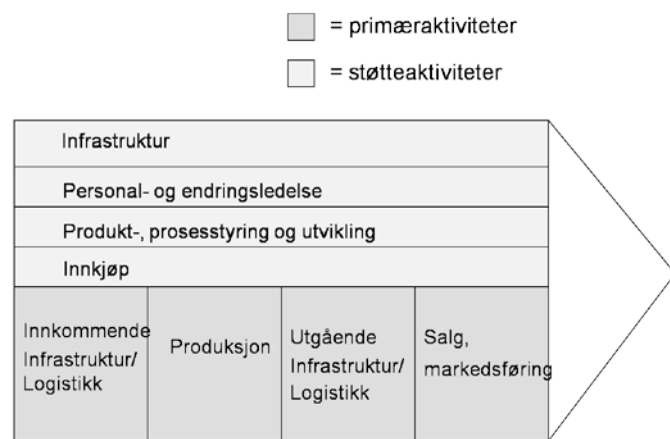 = primæraktiviteter
= støtteaktiviteter
Infrastruktur
Personal- og endringsledelse
Produkt-, prosesstyring og utvikling
Innkjøp
Innkommende
Infrastruktur/
Logistikk
Produksjon
Utgående
Infrastruktur/
Logistikk
Salg,
markedsføring